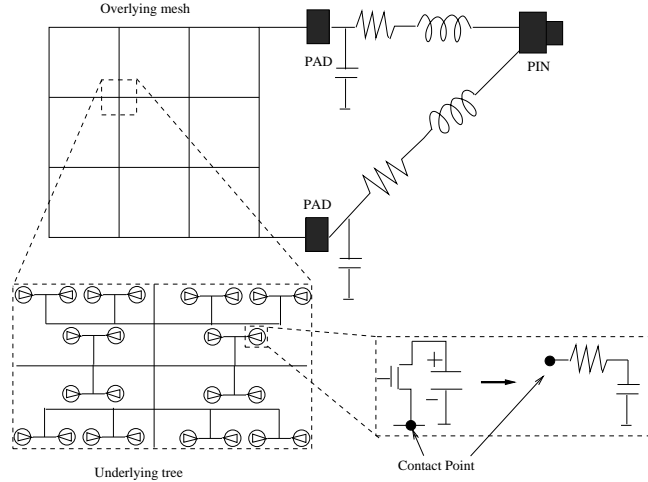 Overlying mesh
PAD
PIN
PAD
+
−
Contact Point
Underlying tree